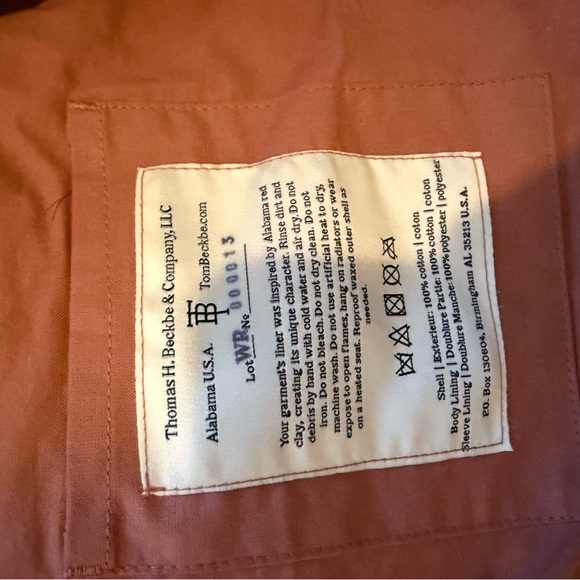 Thomas H. Beckbe & Company, LLC
Alabama U.S.A. TB TomBeckbe.com
Lot WR No 000013
Your garment's liner was inspired by Alabama red
clay, creating its unique character. Rinse dirt and
debris by hand with cold water and air dry. Do not
iron. Do not bleach. Do not dry clean. Do not
machine wash. Do not use artificial heat to dry,
expose to open flames, hang on radiators or wear
on a heated seat. Reproof waxed outer shell as
needed.
Shell | Exterieur: 100% cotton | coton
Body Lining | Doublure Partie: 100% cotton | coton
Sleeve Lining | Doublure Manche: 100% polyester | polyester
P.O. Box 130604, Birmingham AL 35213 U.S.A.